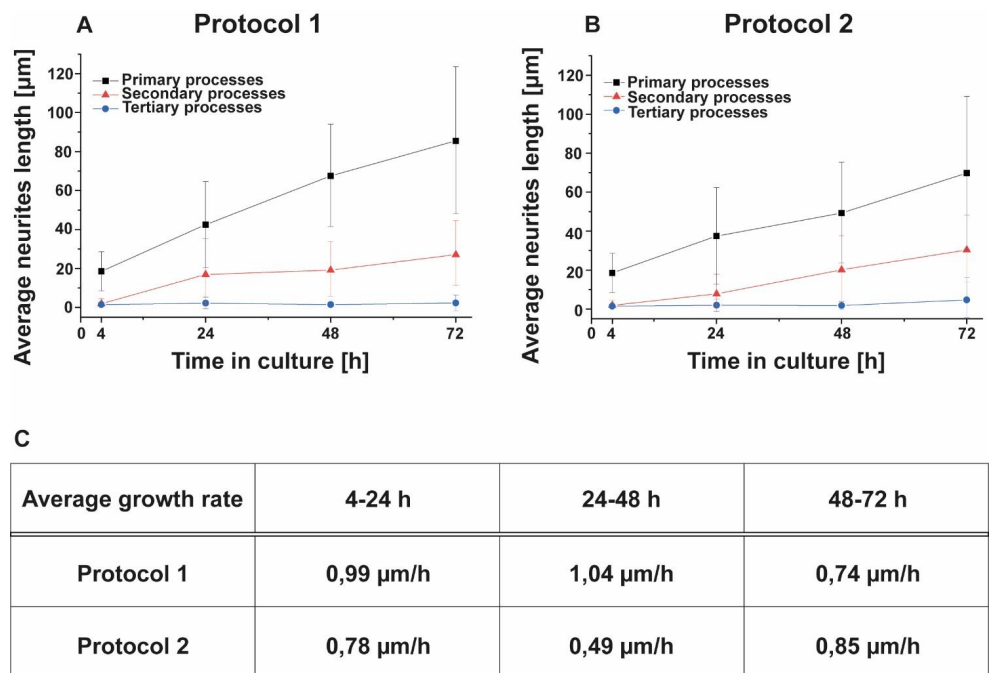 A Protocol 1
Average neurites length [µm]
120
100
80
60
40
20
0
Primary processes
Secondary processes
Tertiary processes
0 4 24 48 72
Time in culture [h]
B Protocol 2
Average neurites length [µm]
120
100
80
60
40
20
0
Primary processes
Secondary processes
Tertiary processes
0 4 24 48 72
Time in culture [h]
C
Average growth rate 4-24 h 24-48 h 48-72 h
Protocol 1 0,99 µm/h 1,04 µm/h 0,74 µm/h
Protocol 2 0,78 µm/h 0,49 µm/h 0,85 µm/h